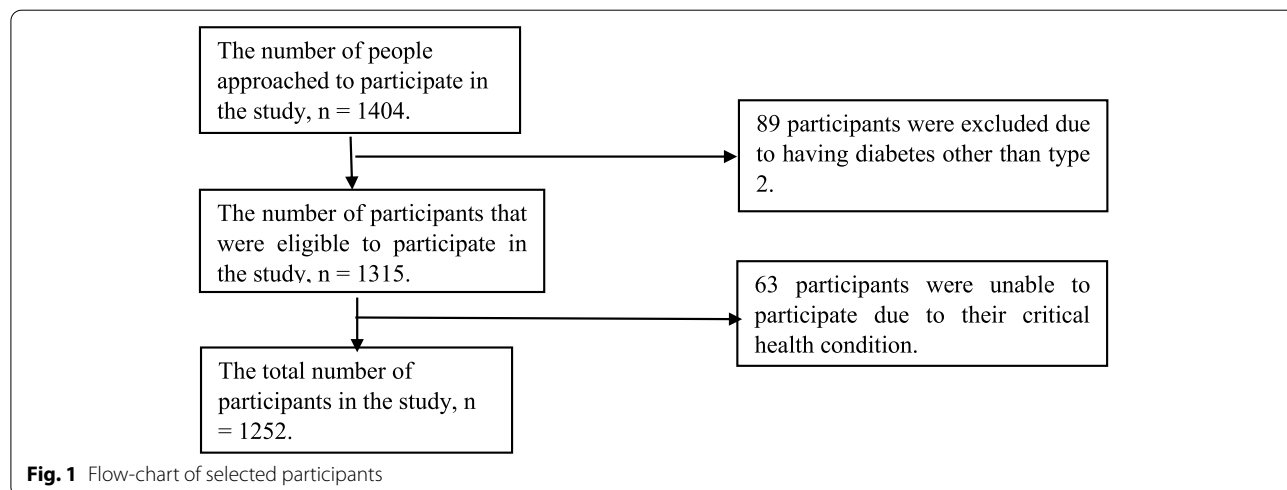 The number of people
approached to participate in
the study, n = 1404.
89 participants were excluded due
to having diabetes other than type
2.
The number of participants that
were eligible to participate in
the study, n = 1315.
63 participants were unable to
participate due to their critical
health condition.
The total number of
participants in the study, n
= 1252.
Fig. 1 Flow-chart of selected participants